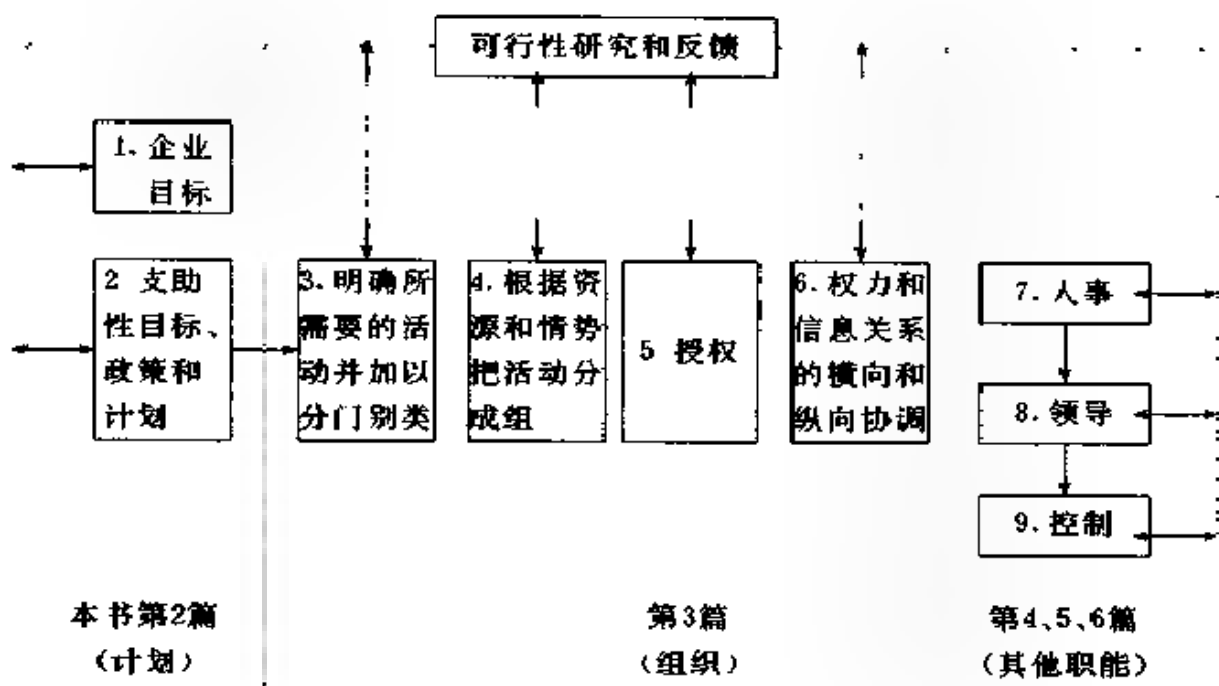 可行性研究和反馈
1、企业
目标
2 支助
性目标、
政策和
计划
3.明确所
需要的活
动并加以
分门别类
4.根据资
源和情势
把活动分
成组
5 授权
6.权力和
信息关系
的横向和
纵向协调
7.人事
8.领导
9.控制
本书第2篇
（计划）
第3篇
（组织）
第4、5、6篇
（其他职能）